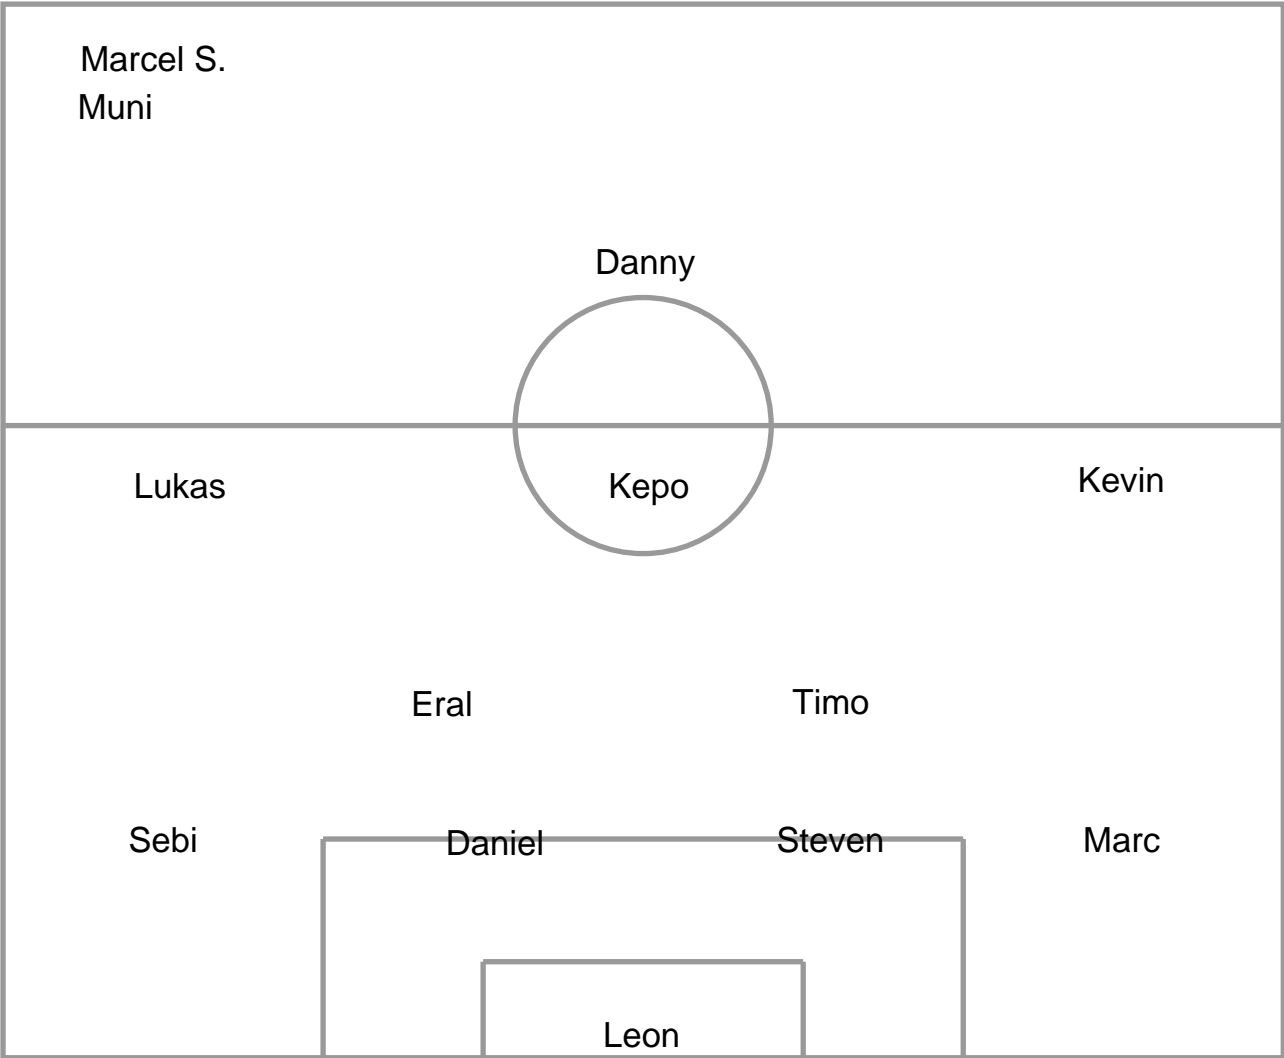 Marcel S.
Muni
Danny
Lukas Kepo Kevin
Eral Timo
Sebi Daniel Steven Marc
Leon